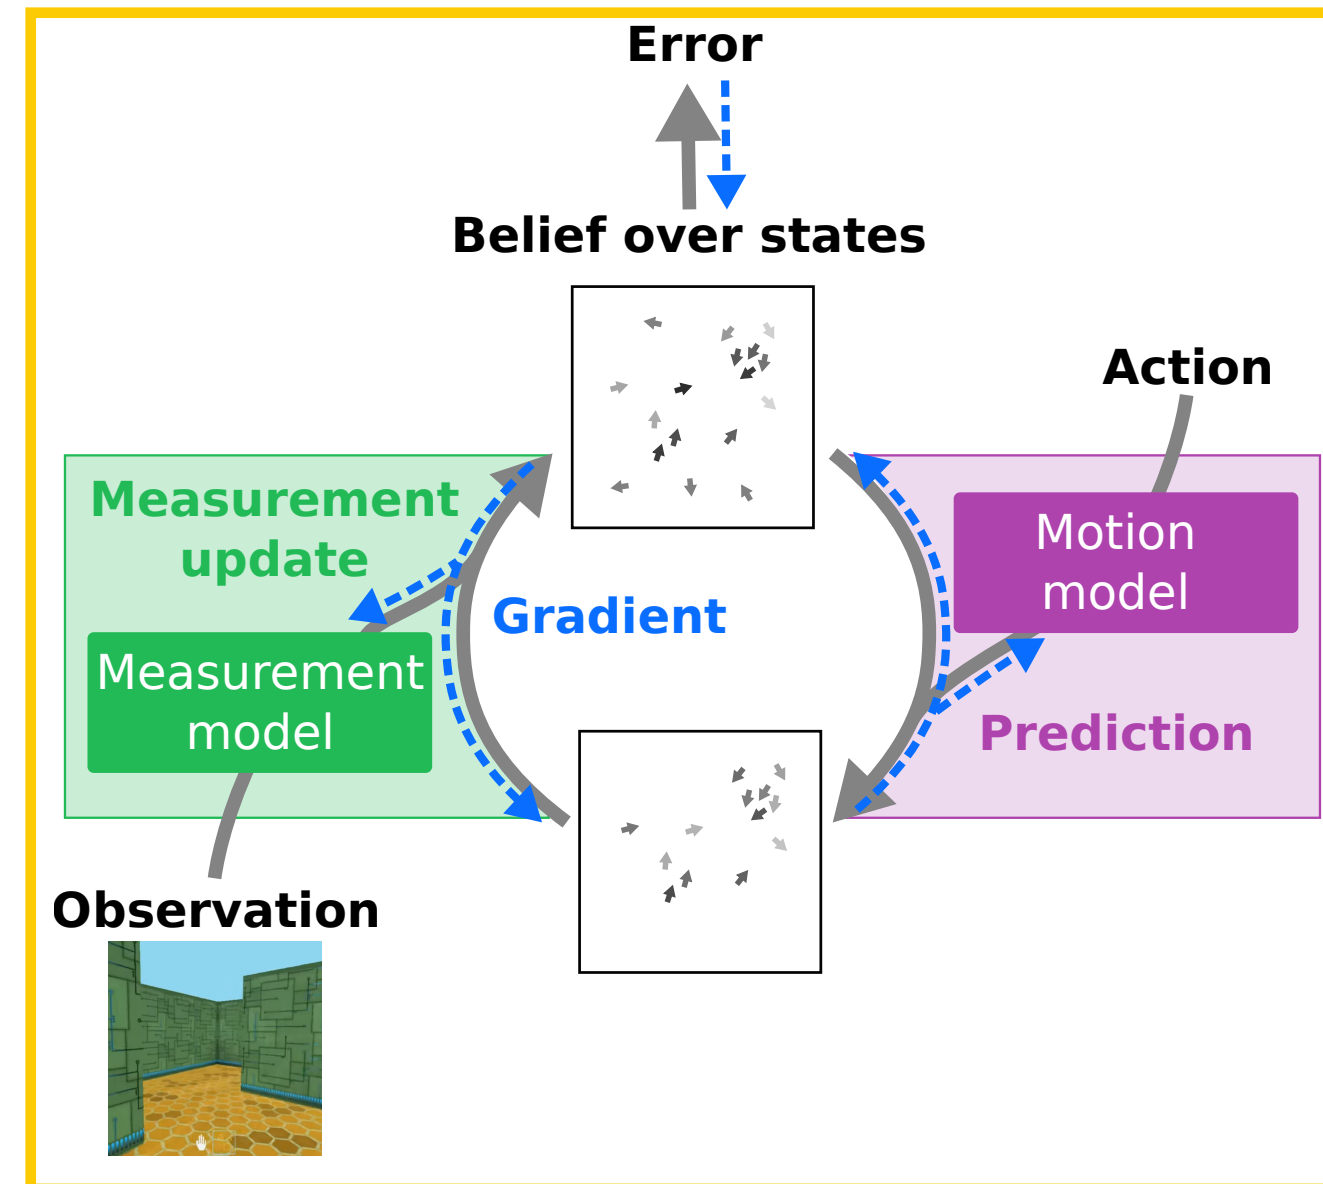 Error
Belief over states
Action
Measurement
update
Motion
model
Gradient
Measurement
model
Prediction
Observation